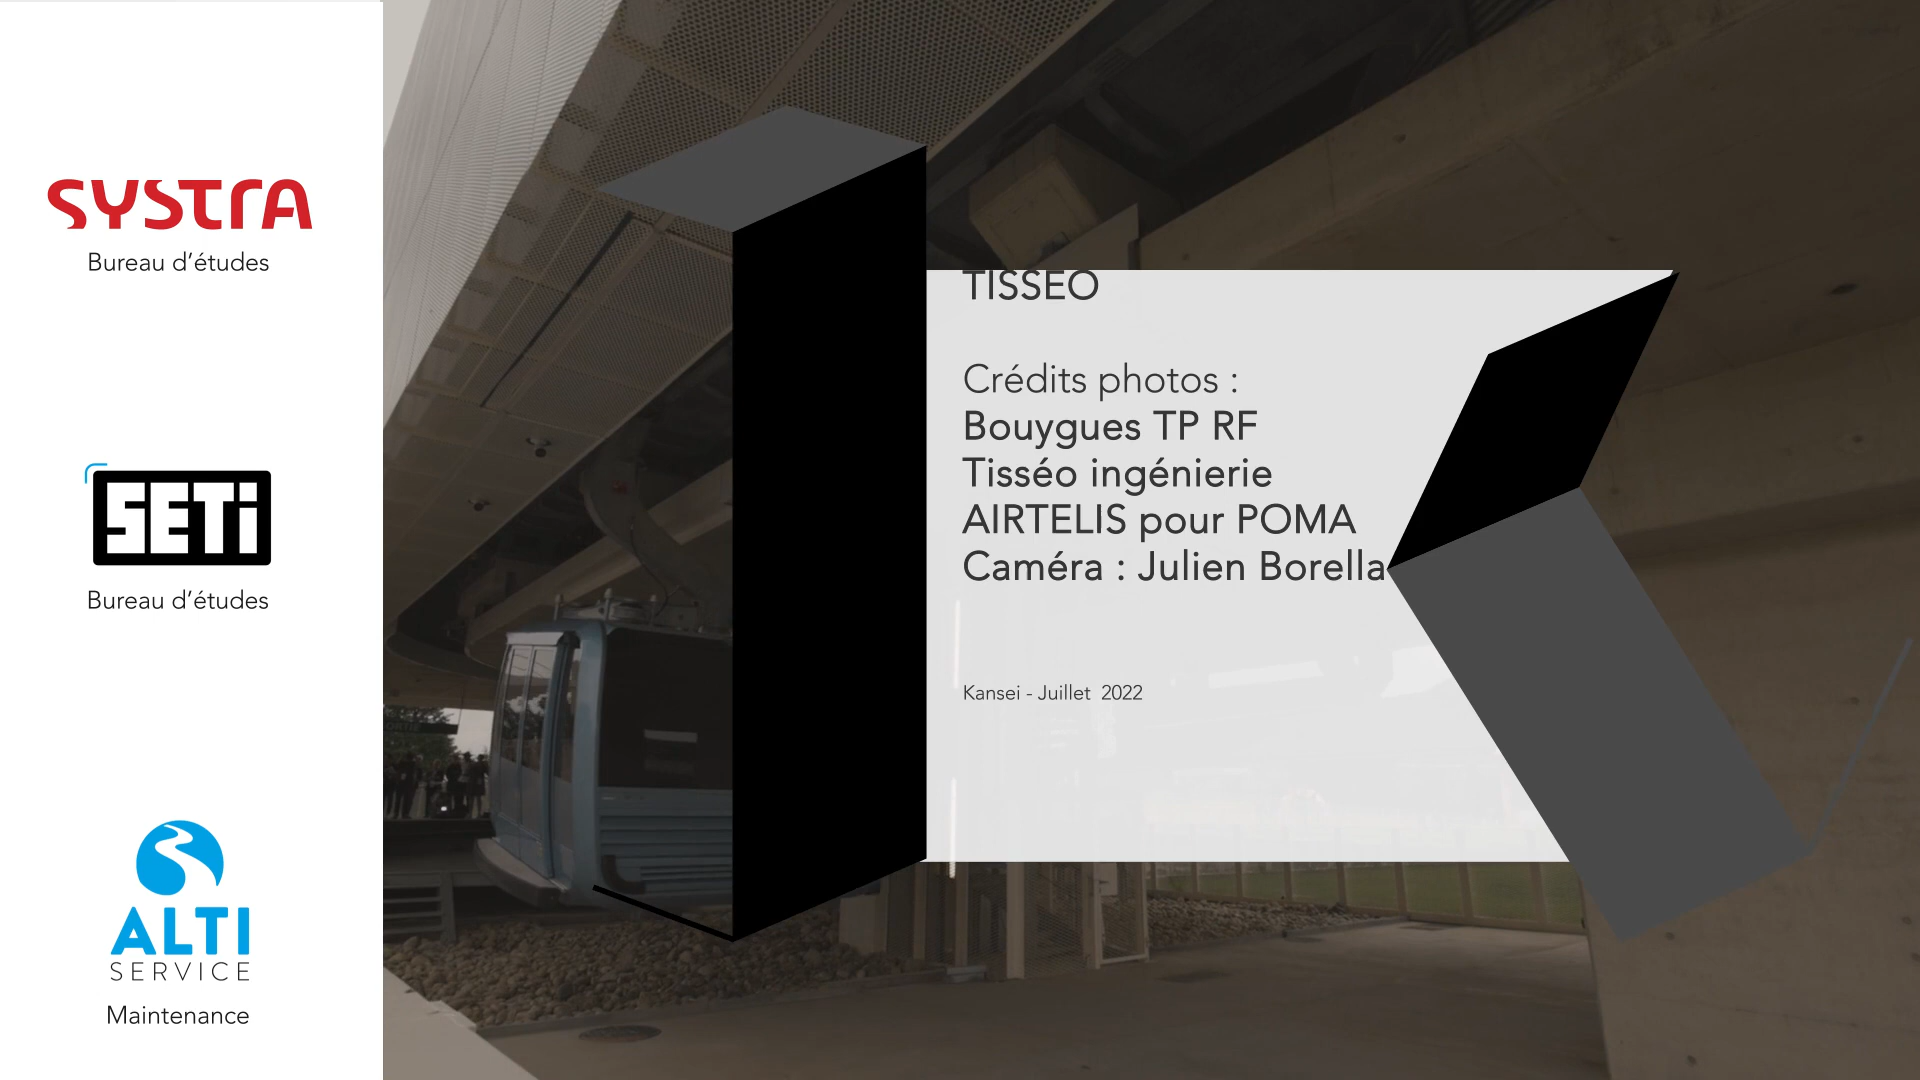 SYSTRA
Bureau d'études
SETi
Bureau d'études
ALTI
SERVICE
Maintenance
TISSEO
Crédits photos :
Bouygues TP RF
Tisséo ingénierie
AIRTELIS pour POMA
Caméra : Julien Borella
Kansei - Juillet 2022